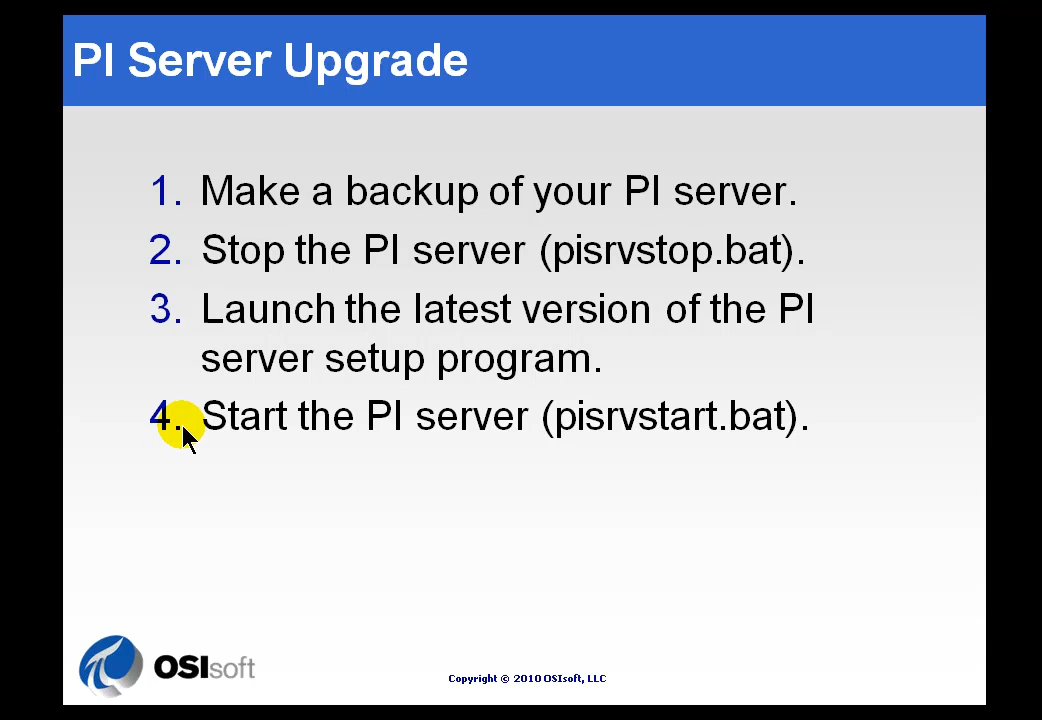 PI Server Upgrade
1. Make a backup of your PI server.
2. Stop the PI server (pisrvstop.bat).
3. Launch the latest version of the PI
server setup program.
4. Start the PI server (pisrvstart.bat).
OSIsoft
Copyright © 2010 OSIsoft, LLC